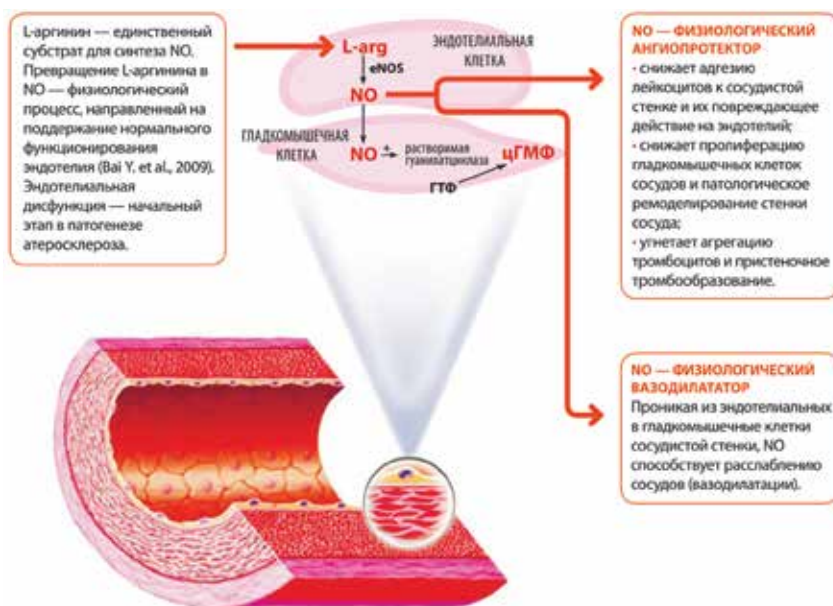 L-аргинин — единственный
субстрат для синтеза NO.
Превращение L-аргинина в
NO — физиологический
процесс, направленный на
поддержание нормального
функционирования
эндотелия (Bai Y. et al., 2009).
Эндотелиальная
дисфункция — начальный
этап в патогенезе
атеросклероза.
L-arg
eNOS
NO
ЭНДОТЕЛИАЛЬНАЯ
КЛЕТКА
ГЛАДКОМЫШЕЧНАЯ
КЛЕТКА
NO
+
растворимая
гуанилатциклаза
цГМФ
ГТФ
NO — ФИЗИОЛОГИЧЕСКИЙ
АНГИОПРОТЕКТОР
- снижает адгезию
лейкоцитов к сосудистой
стенке и их повреждающее
действие на эндотелий;
- снижает пролиферацию
гладкомышечных клеток
сосудов и патологическое
ремоделирование стенки
сосуда;
- угнетает агрегацию
тромбоцитов и пристеночное
тромбообразование.
NO — ФИЗИОЛОГИЧЕСКИЙ
ВАЗОДИЛАТАТОР
Проникая из эндотелиальных
в гладкомышечные клетки
сосудистой стенки, NO
способствует расслаблению
сосудов (вазодилатации).